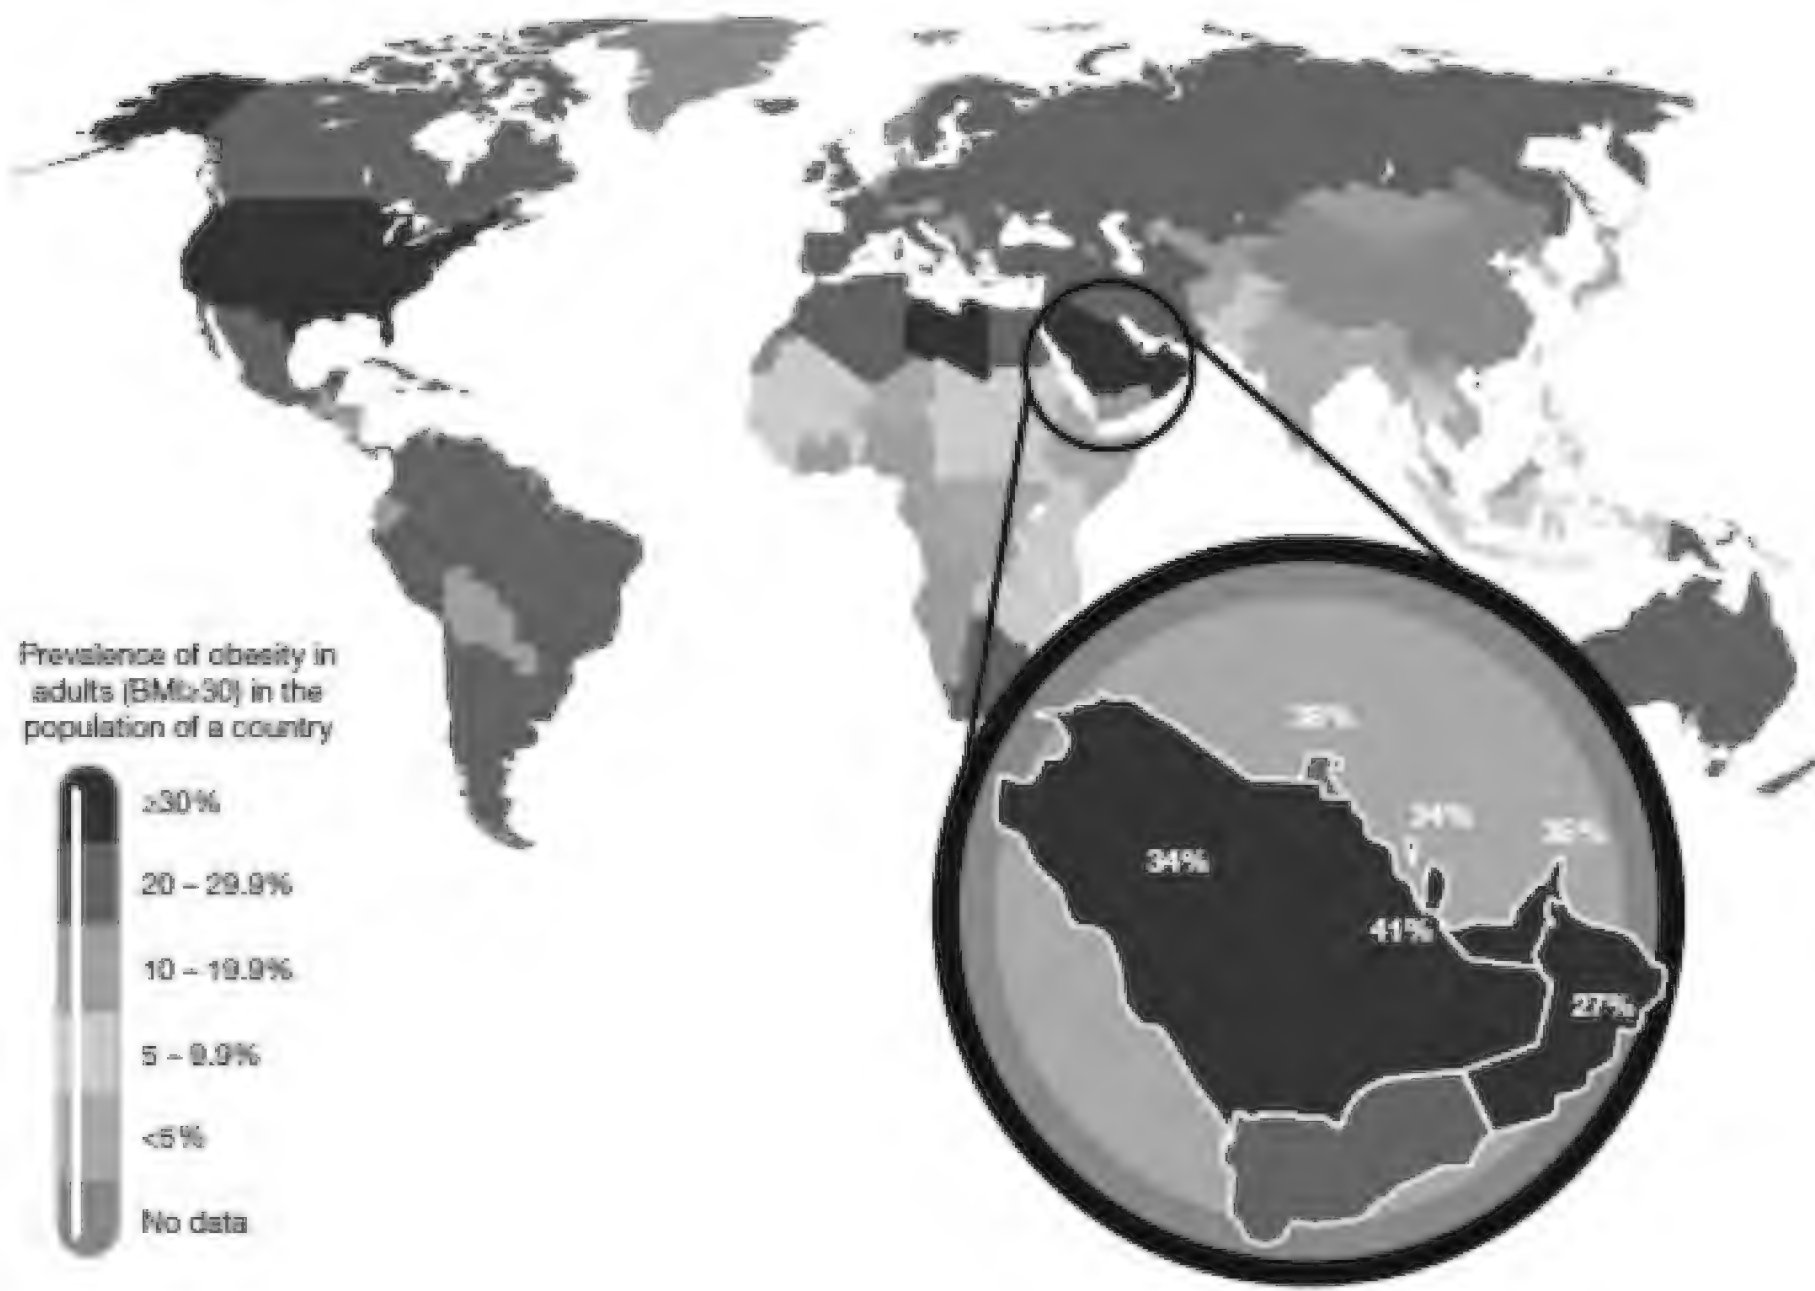 Prevalence of obesity in
adults (BMI≥30) in the
population of a country
≥30%
20 – 29.9%
10 – 19.9%
5 – 9.9%
<5%
No data
34%
34%
41%
27%